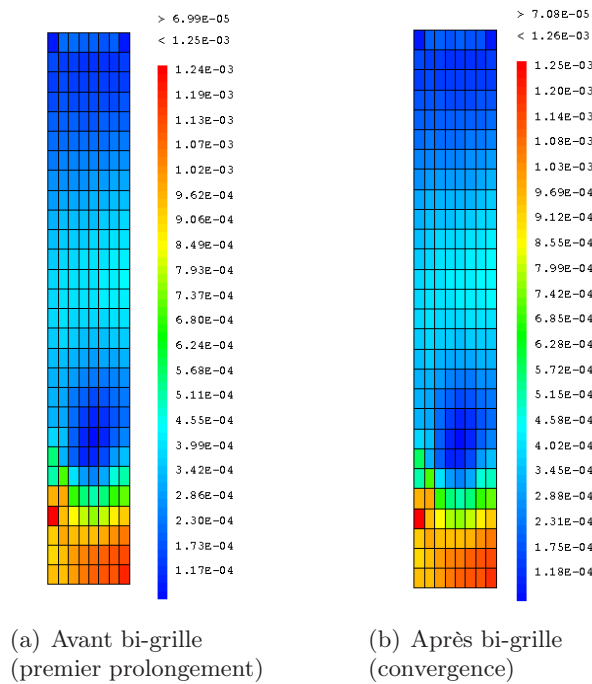 > 6.99E-05
< 1.25E-03
1.24E-03
1.19E-03
1.13E-03
1.07E-03
1.02E-03
9.62E-04
9.06E-04
8.49E-04
7.93E-04
7.37E-04
6.80E-04
6.24E-04
5.68E-04
5.11E-04
4.55E-04
3.99E-04
3.42E-04
2.86E-04
2.30E-04
1.73E-04
1.17E-04
(a) Avant bi-grille
(premier prolongement)
> 7.08E-05
< 1.26E-03
1.25E-03
1.20E-03
1.14E-03
1.08E-03
1.03E-03
9.69E-04
9.12E-04
8.55E-04
7.99E-04
7.42E-04
6.85E-04
6.28E-04
5.72E-04
5.15E-04
4.58E-04
4.02E-04
3.45E-04
2.88E-04
2.31E-04
1.75E-04
1.18E-04
(b) Après bi-grille
(convergence)